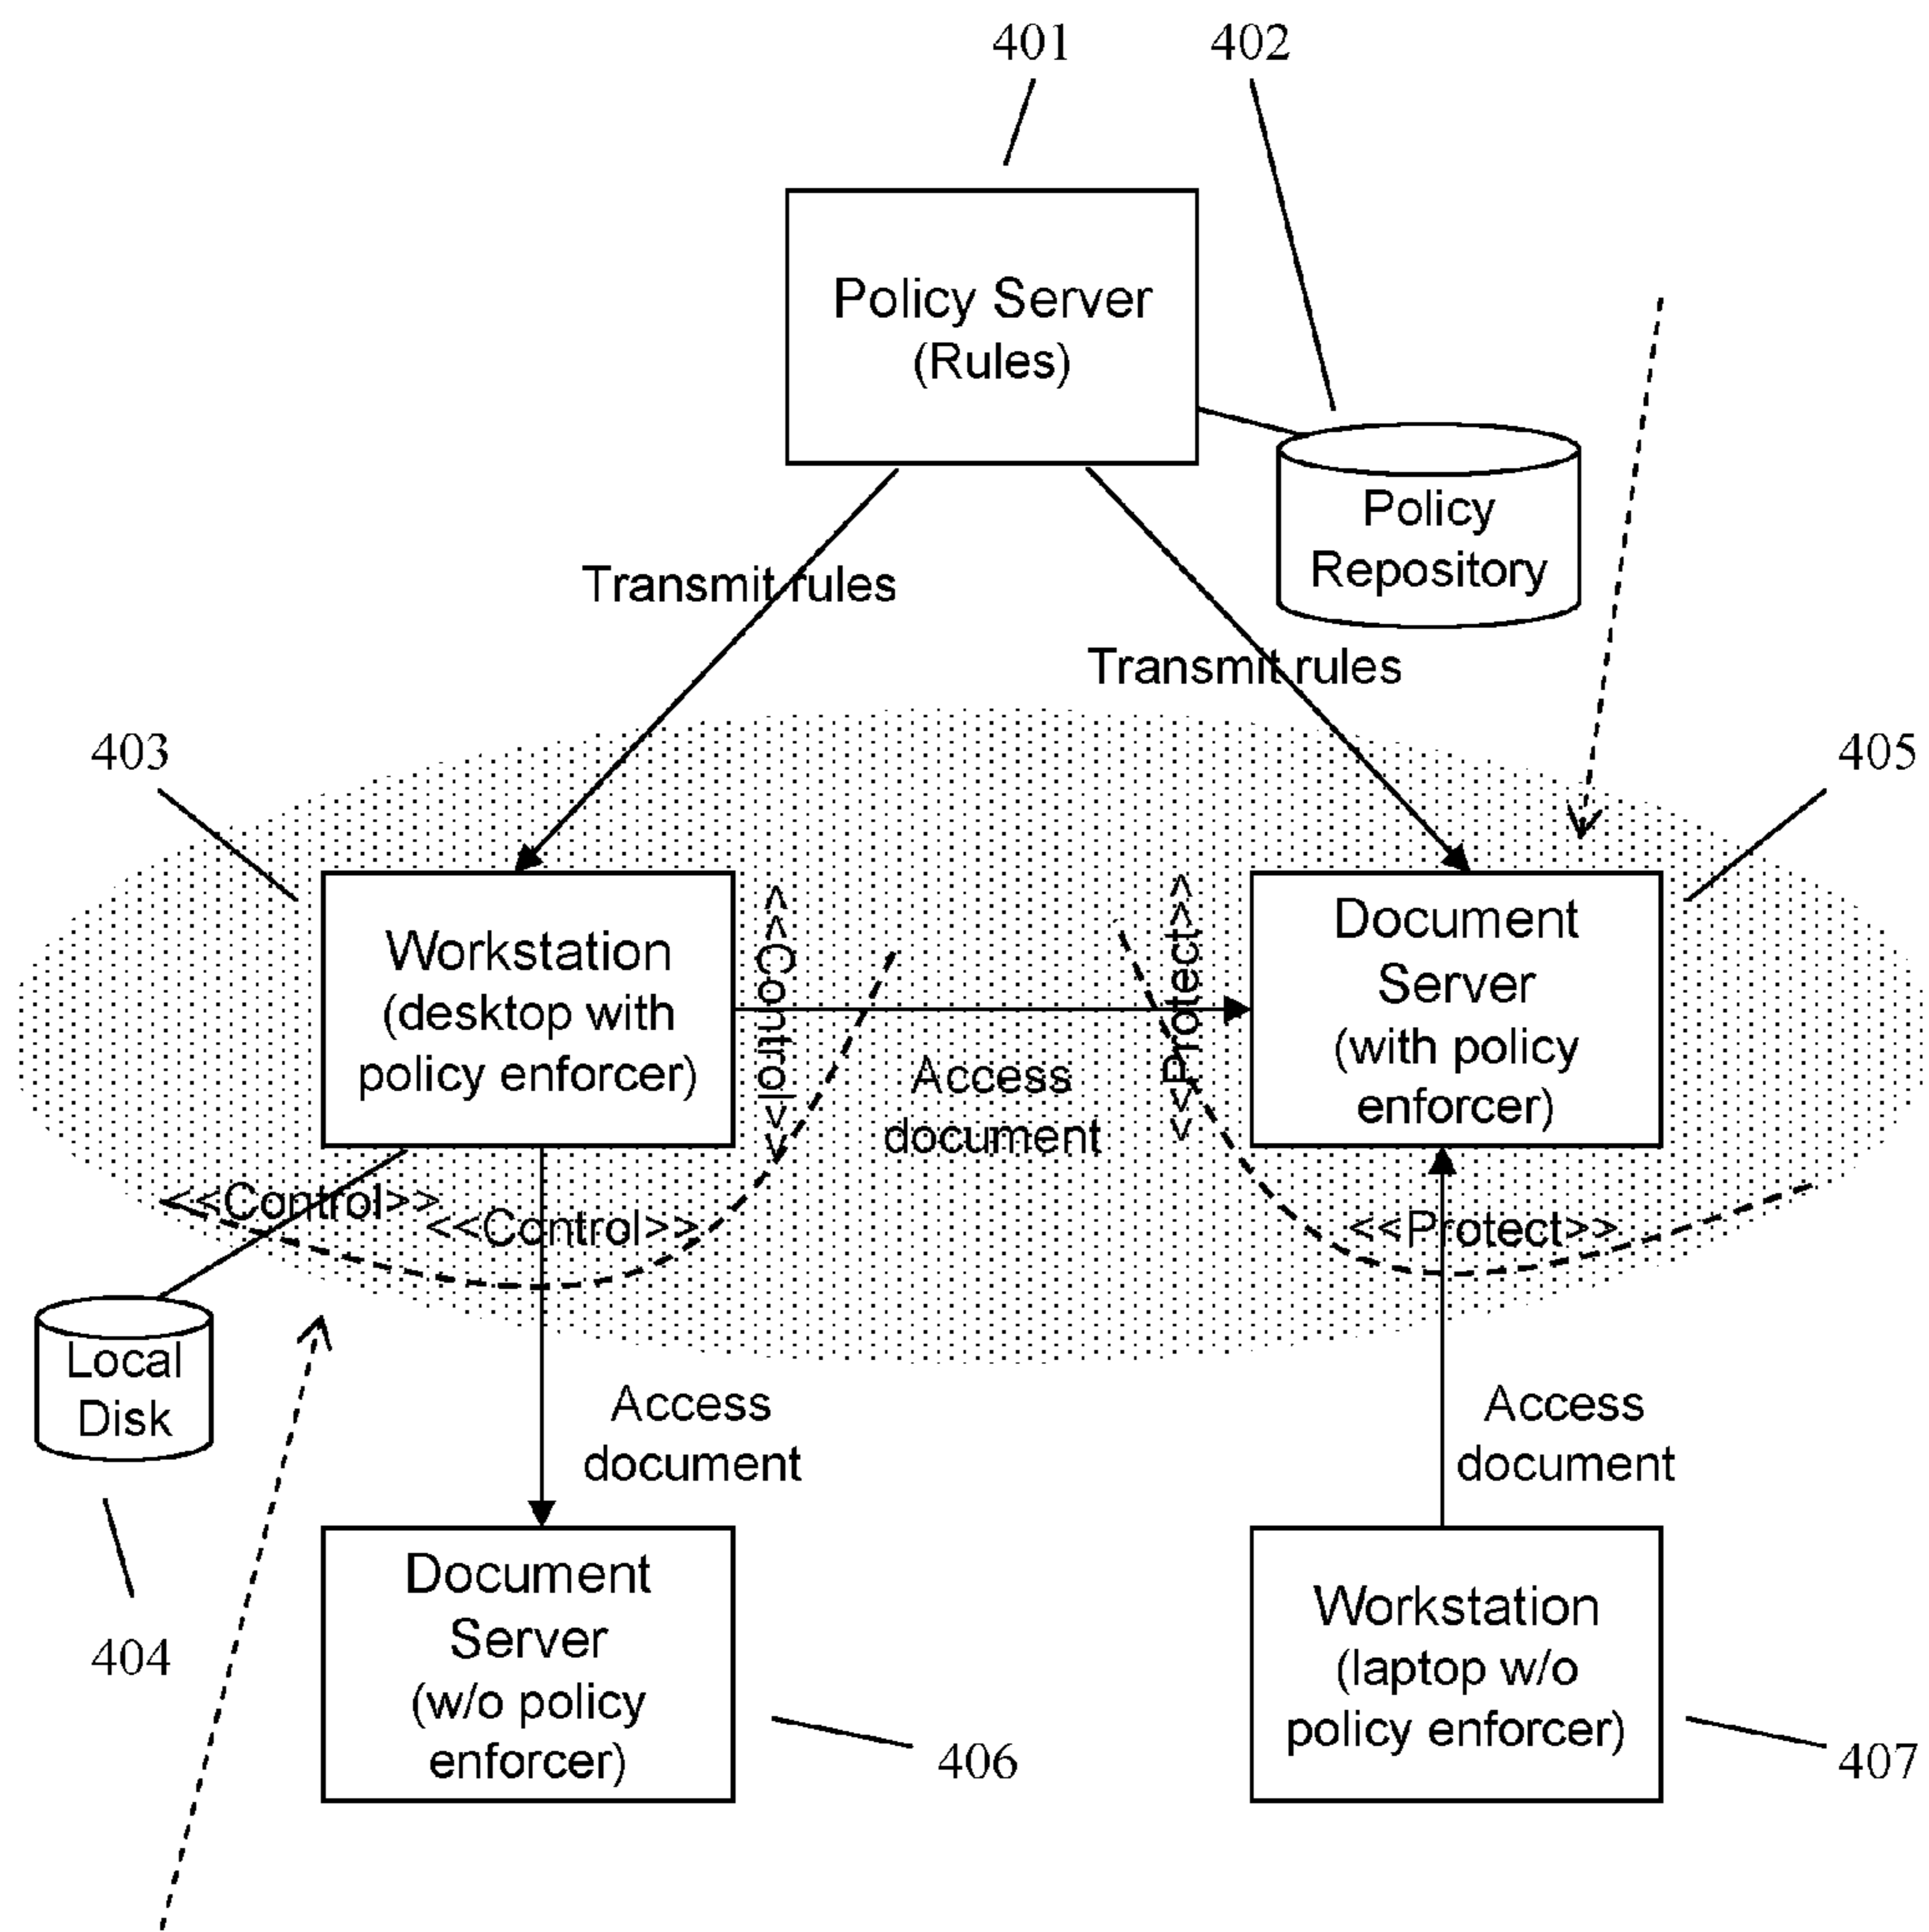 401
402
Policy Server
(Rules)
Policy
Repository
Transmit rules
Transmit rules
403
405
Workstation
(desktop with
policy enforcer)
<<Control>>
<<Protect>>
Document
Server
(with policy
enforcer)
Access
document
<<Control>>
<<Control>>
<<Protect>>
Local
Disk
Access
document
Access
document
404
Document
Server
(w/o policy
enforcer)
406
Workstation
(laptop w/o
policy enforcer)
407